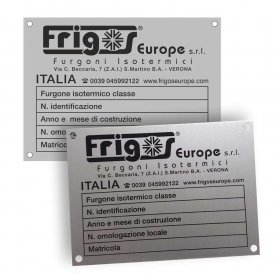 Frigos Europe s.r.l.
Furgoni Isotermici
Via C. Beccaria, 7 (Z.A.I.) S.Martino B.A. - VERONA
ITALIA ☎ 0039 045992122 www.frigoseurope.com
Furgone isotermico classe
N. identificazione
Anno e mese di costruzione
N. omologazione
Matricola
Frigos Europe s.r.l.
Furgoni Isotermici
Via C. Beccaria, 7 (Z.A.I.) S.Martino B.A. - VERONA
ITALIA ☎ 0039 045992122 www.frigoseurope.com
Furgone isotermico classe
N. identificazione
Anno e mese di costruzione
N. omologazione locale
Matricola